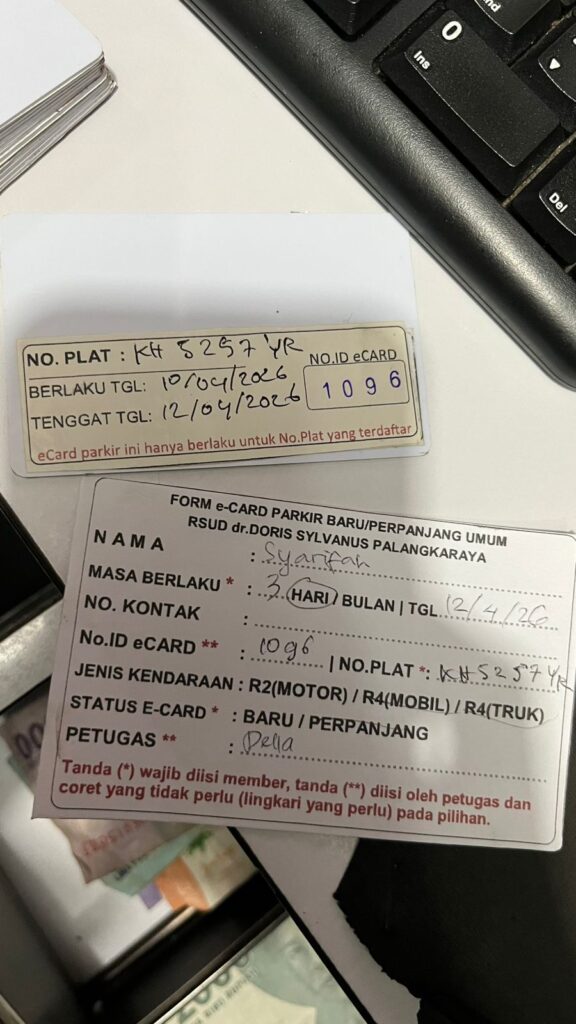 0
Ins
Del
NO. PLAT : KH 5257 YR
NO.ID eCARD
BERLAKU TGL: 10/04/2026
1096
TENGGAT TGL: 12/04/2026
eCard parkir ini hanya berlaku untuk No.Plat yang terdaftar
FORM e-CARD PARKIR BARU/PERPANJANG UMUM
RSUD dr.DORIS SYLVANUS PALANGKARAYA
NAMA : Syarifah
MASA BERLAKU * : 3 HARI / BULAN | TGL 12/4/26
NO. KONTAK :
No.ID eCARD ** : 1096 | NO.PLAT *: KH 5257 YR
JENIS KENDARAAN : R2(MOTOR) / R4(MOBIL) / R4(TRUK)
STATUS E-CARD * : BARU / PERPANJANG
PETUGAS ** : Della
Tanda (*) wajib diisi member, tanda (**) diisi oleh petugas dan
coret yang tidak perlu (lingkari yang perlu) pada pilihan.